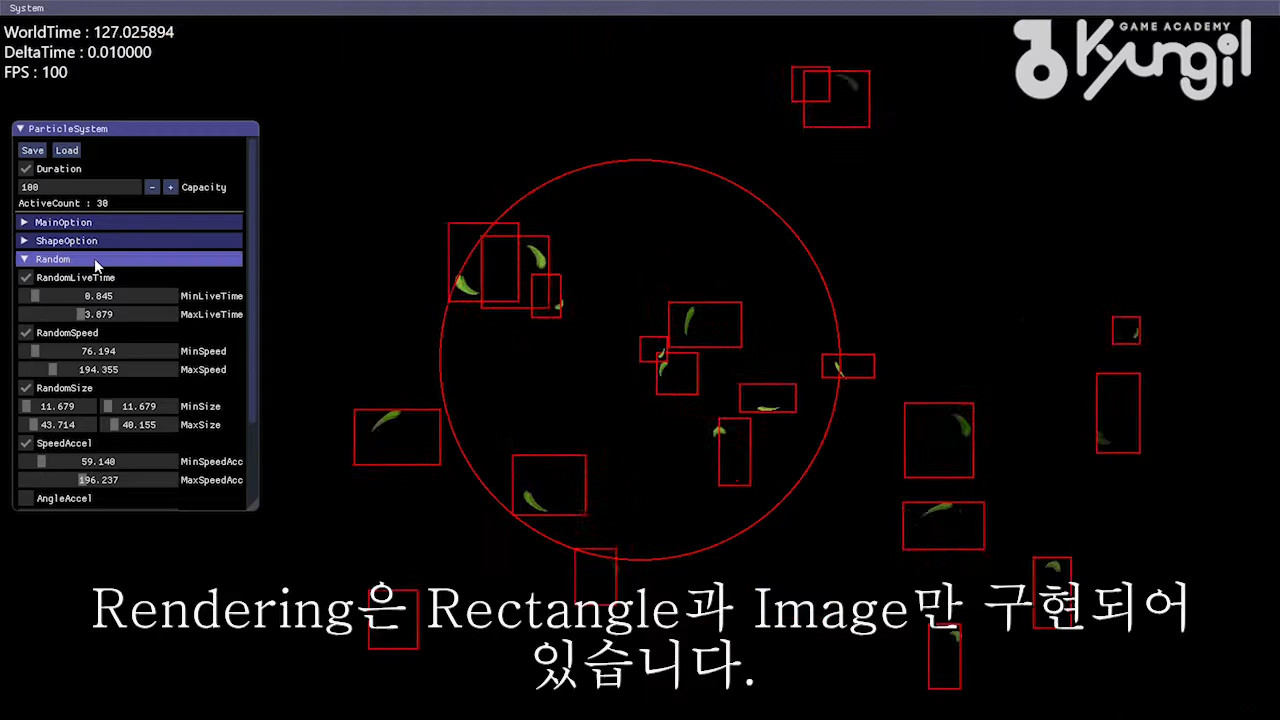 System
WorldTime : 127.025894
DeltaTime : 0.010000
FPS : 100
GAME ACADEMY
Kyungil
ParticleSystem
Save Load
Duration
100 - + Capacity
ActiveCount : 30
MainOption
ShapeOption
Random
RandomLiveTime
0.845 MinLiveTime
3.879 MaxLiveTime
RandomSpeed
76.194 MinSpeed
194.355 MaxSpeed
RandomSize
11.679 11.679 MinSize
43.714 40.155 MaxSize
SpeedAccel
59.140 MinSpeedAcc
196.237 MaxSpeedAcc
AngleAccel
Rendering은 Rectangle과 Image만 구현되어
있습니다.